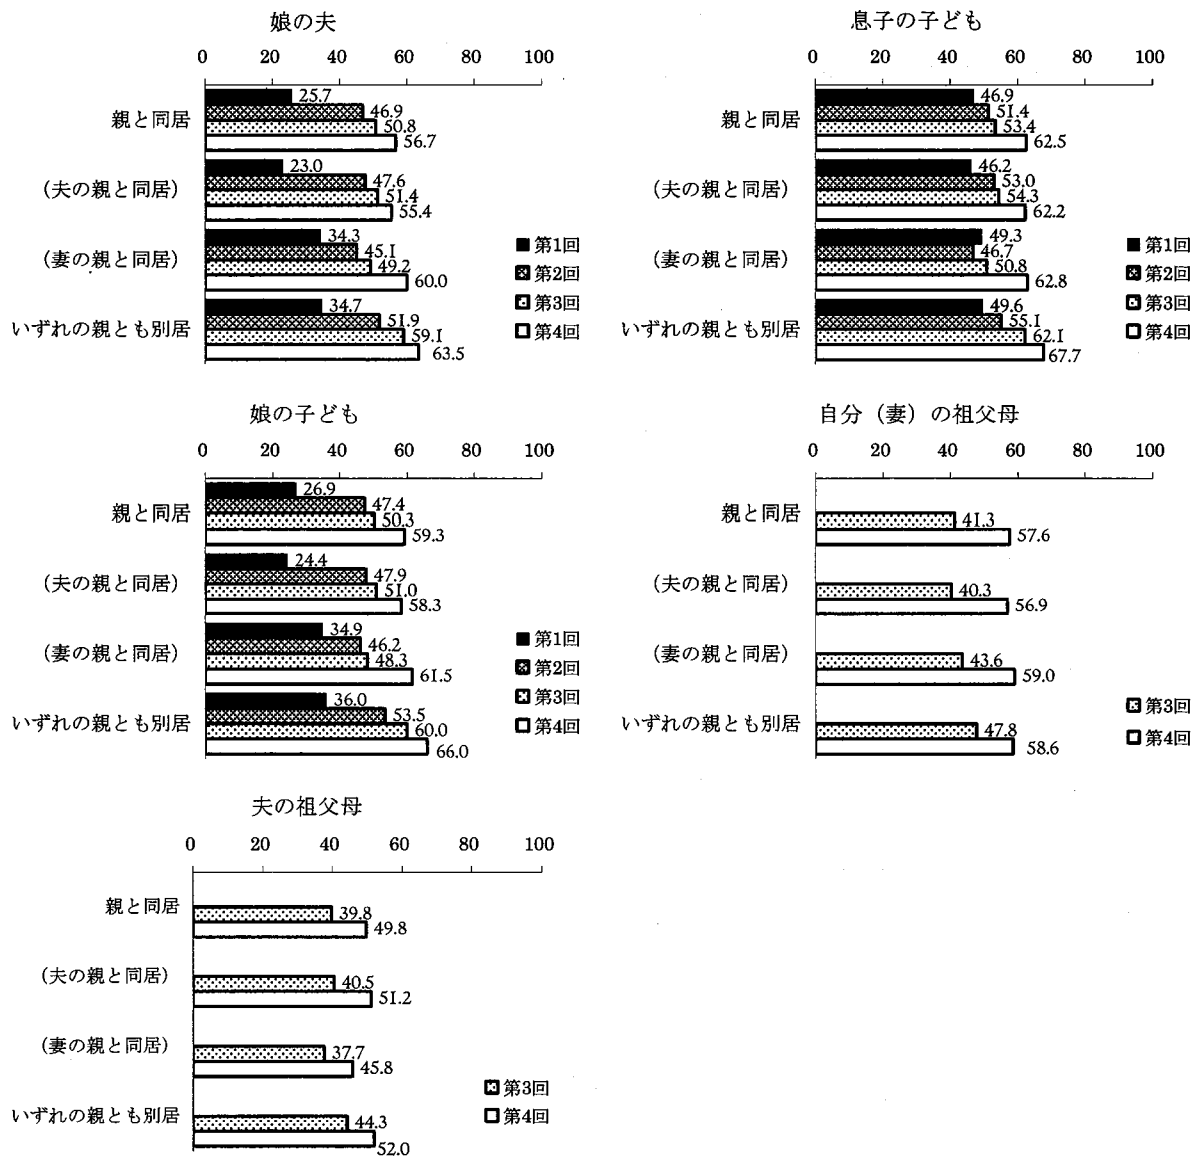 娘の夫
0 20 40 60 80 100
親と同居
25.7
46.9
50.8
56.7
(夫の親と同居)
23.0
47.6
51.4
55.4
(妻の親と同居)
34.3
45.1
49.2
60.0
いずれの親とも別居
34.7
51.9
59.1
63.5
第1回
第2回
第3回
第4回
息子の子ども
0 20 40 60 80 100
親と同居
46.9
51.4
53.4
62.5
(夫の親と同居)
46.2
53.0
54.3
62.2
(妻の親と同居)
49.3
46.7
50.8
62.8
いずれの親とも別居
49.6
55.1
62.1
67.7
第1回
第2回
第3回
第4回
娘の子ども
0 20 40 60 80 100
親と同居
26.9
47.4
50.3
59.3
(夫の親と同居)
24.4
47.9
51.0
58.3
(妻の親と同居)
34.9
46.2
48.3
61.5
いずれの親とも別居
36.0
53.5
60.0
66.0
第1回
第2回
第3回
第4回
自分(妻)の祖父母
0 20 40 60 80 100
親と同居
41.3
57.6
(夫の親と同居)
40.3
56.9
(妻の親と同居)
43.6
59.0
いずれの親とも別居
47.8
58.6
第3回
第4回
夫の祖父母
0 20 40 60 80 100
親と同居
39.8
49.8
(夫の親と同居)
40.5
51.2
(妻の親と同居)
37.7
45.8
いずれの親とも別居
44.3
52.0
第3回
第4回